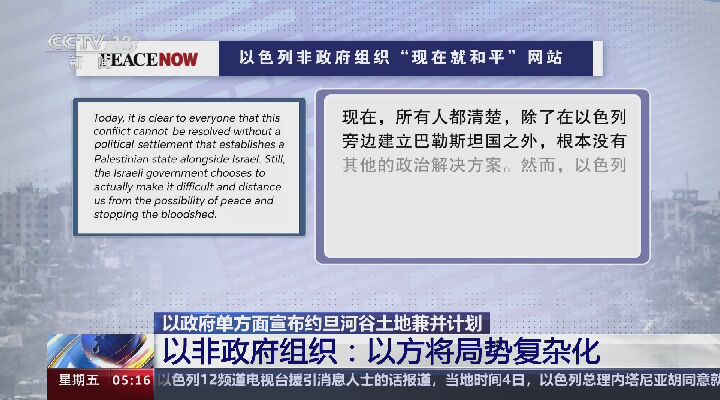 CCTV 13
新闻
PEACE NOW
以色列非政府组织“现在就和平”网站
Today, it is clear to everyone that this
conflict cannot be resolved without a
political settlement that establishes a
Palestinian state alongside Israel. Still,
the Israeli government chooses to
actually make it difficult and distance
us from the possibility of peace and
stopping the bloodshed.
现在，所有人都清楚，除了在以色列
旁边建立巴勒斯坦国之外，根本没有
其他的政治解决方案。然而，以色列
以政府单方面宣布约旦河谷土地兼并计划
以非政府组织：以方将局势复杂化
星期五 05:16 以色列12频道电视台援引消息人士的话报道，当地时间4日，以色列总理内塔尼亚胡同意就